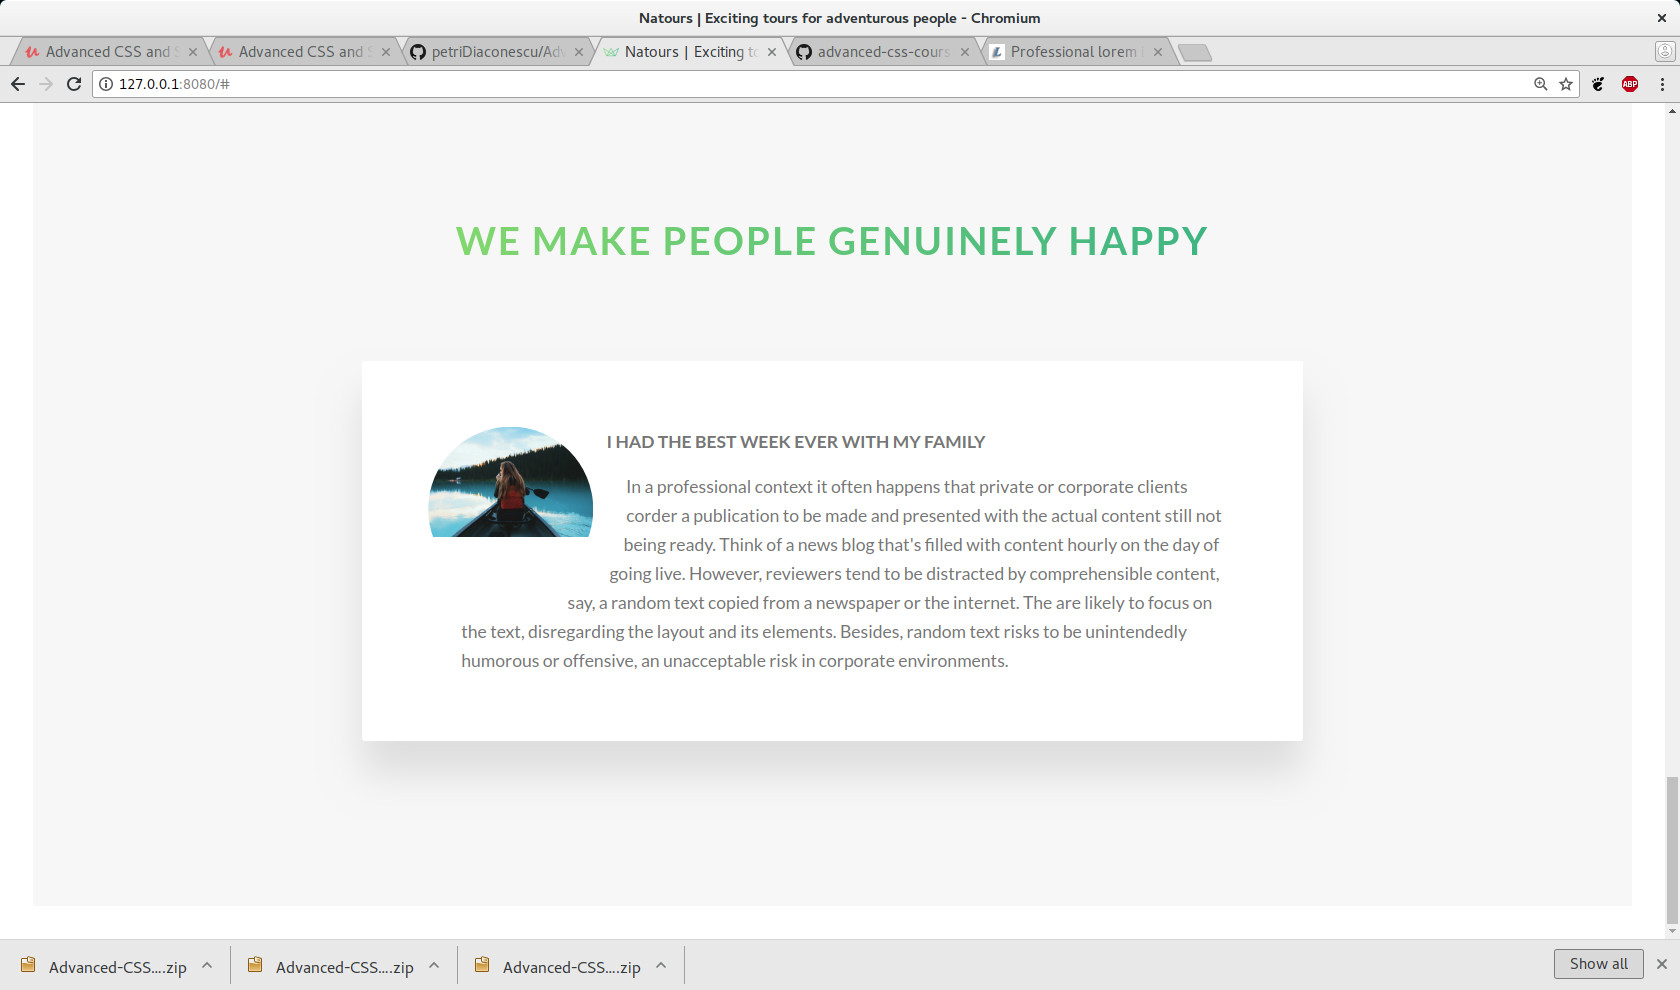 Natours | Exciting tours for adventurous people - Chromium
Advanced CSS and S
Advanced CSS and S
petriDiaconescu/Adv
Natours | Exciting to
advanced-css-cours
Professional lorem
127.0.0.1:8080/#
ABP
WE MAKE PEOPLE GENUINELY HAPPY
I HAD THE BEST WEEK EVER WITH MY FAMILY
In a professional context it often happens that private or corporate clients
corder a publication to be made and presented with the actual content still not
being ready. Think of a news blog that's filled with content hourly on the day of
going live. However, reviewers tend to be distracted by comprehensible content,
say, a random text copied from a newspaper or the internet. The are likely to focus on
the text, disregarding the layout and its elements. Besides, random text risks to be unintendedly
humorous or offensive, an unacceptable risk in corporate environments.
Advanced-CSS....zip
Advanced-CSS....zip
Advanced-CSS....zip
Show all